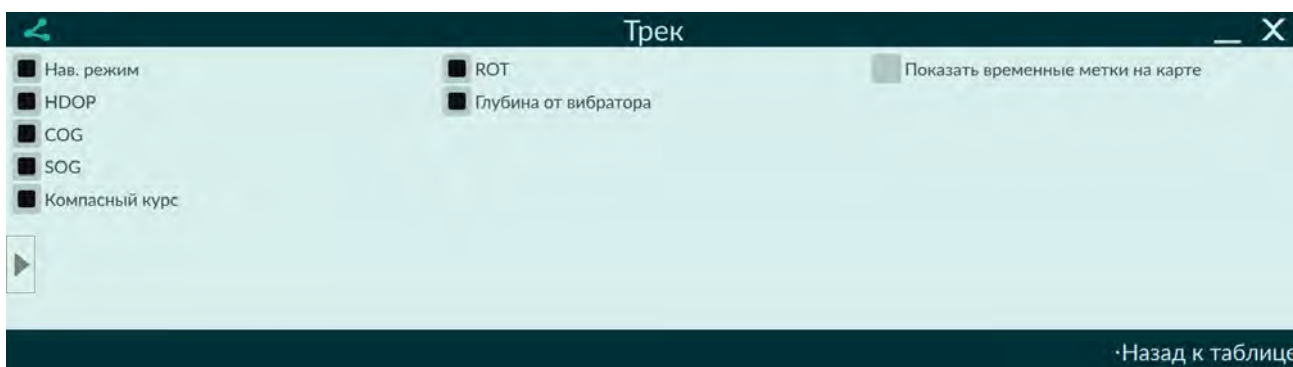 Трек
Нав. режим
HDOP
COG
SOG
Компасный курс
ROT
Глубина от вибратора
Показать временные метки на карте
·Назад к таблице